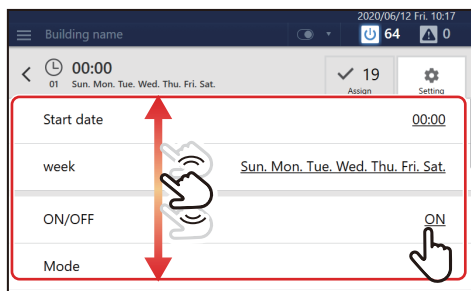 2020/06/12 Fri. 10:17
Building name
64
0
00:00
01 Sun. Mon. Tue. Wed. Thu. Fri. Sat.
19
Assign
Setting
Start date 00:00
week Sun. Mon. Tue. Wed. Thu. Fri. Sat.
ON/OFF ON
Mode